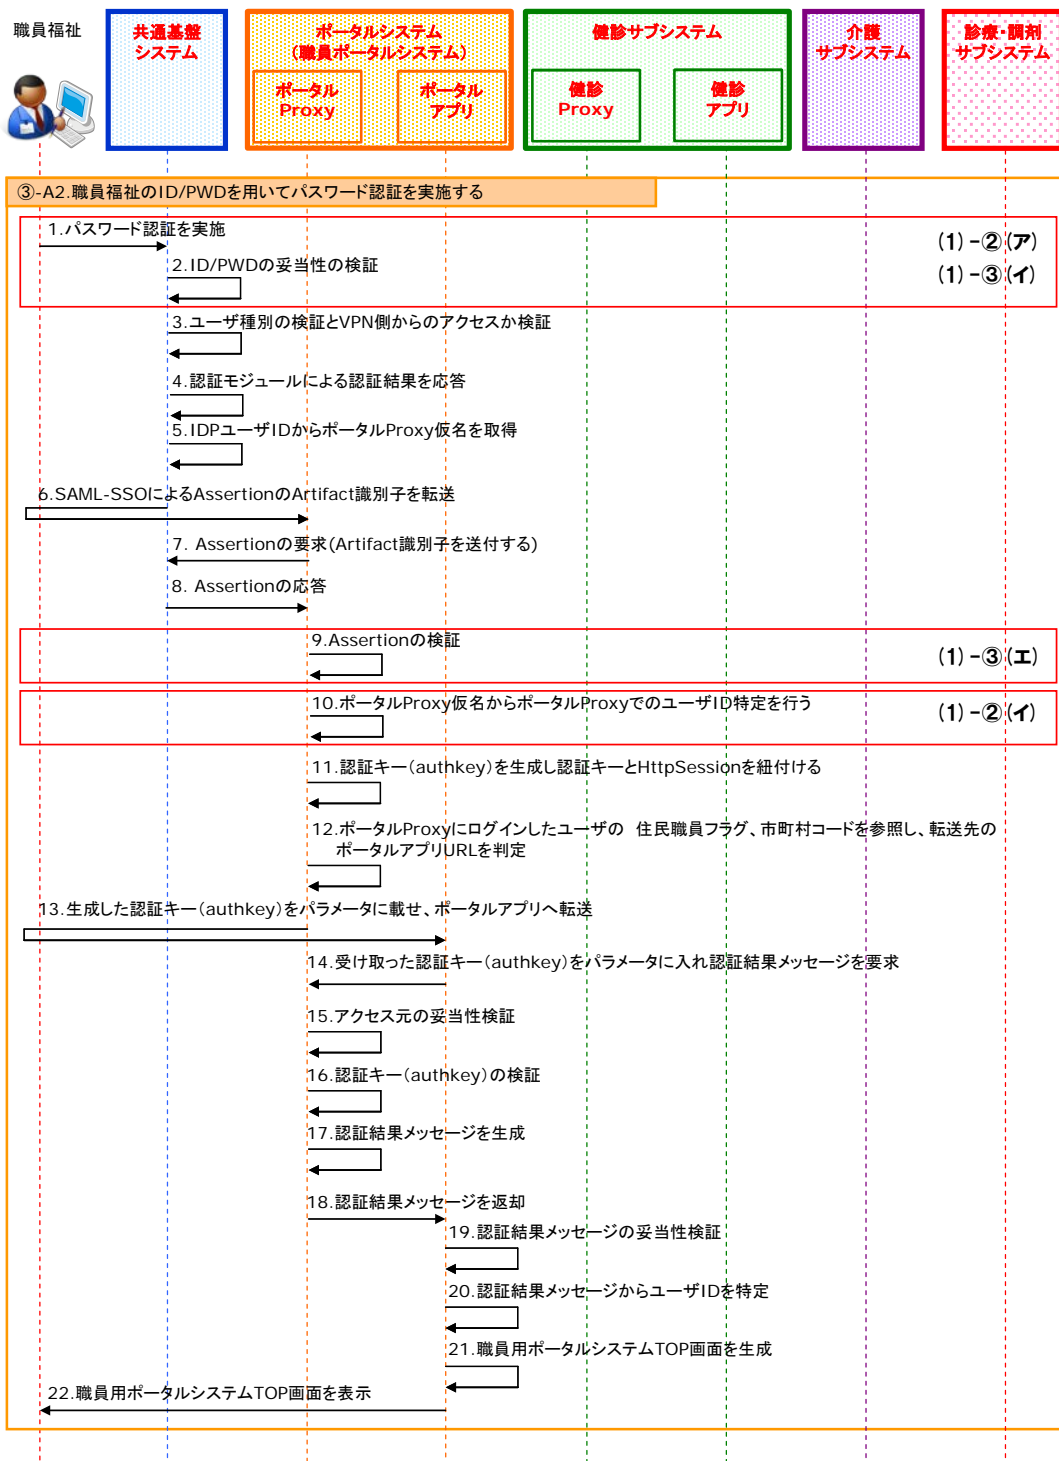 職員福祉
共通基盤
システム
ポータルシステム
(職員ポータルシステム)
ポータル
Proxy
ポータル
アプリ
健診サブシステム
健診
Proxy
健診
アプリ
介護
サブシステム
診療・調剤
サブシステム
③-A2.職員福祉のID/PWDを用いてパスワード認証を実施する
1.パスワード認証を実施
(1)-②(ア)
2.ID/PWDの妥当性の検証
(1)-③(イ)
3.ユーザ種別の検証とVPN側からのアクセスか検証
4.認証モジュールによる認証結果を応答
5.IDPユーザIDからポータルProxy仮名を取得
6.SAML-SSOによるAssertionのArtifact識別子を転送
7. Assertionの要求(Artifact識別子を送付する)
8. Assertionの応答
9.Assertionの検証
(1)-③(エ)
10.ポータルProxy仮名からポータルProxyでのユーザID特定を行う
(1)-②(イ)
11.認証キー(authkey)を生成し認証キーとHttpSessionを紐付ける
12.ポータルProxyにログインしたユーザの 住民職員フラグ、市町村コードを参照し、転送先の
ポータルアプリURLを判定
13.生成した認証キー(authkey)をパラメータに載せ、ポータルアプリへ転送
14.受け取った認証キー(authkey)をパラメータに入れ認証結果メッセージを要求
15.アクセス元の妥当性検証
16.認証キー(authkey)の検証
17.認証結果メッセージを生成
18.認証結果メッセージを返却
19.認証結果メッセージの妥当性検証
20.認証結果メッセージからユーザIDを特定
21.職員用ポータルシステムTOP画面を生成
22.職員用ポータルシステムTOP画面を表示